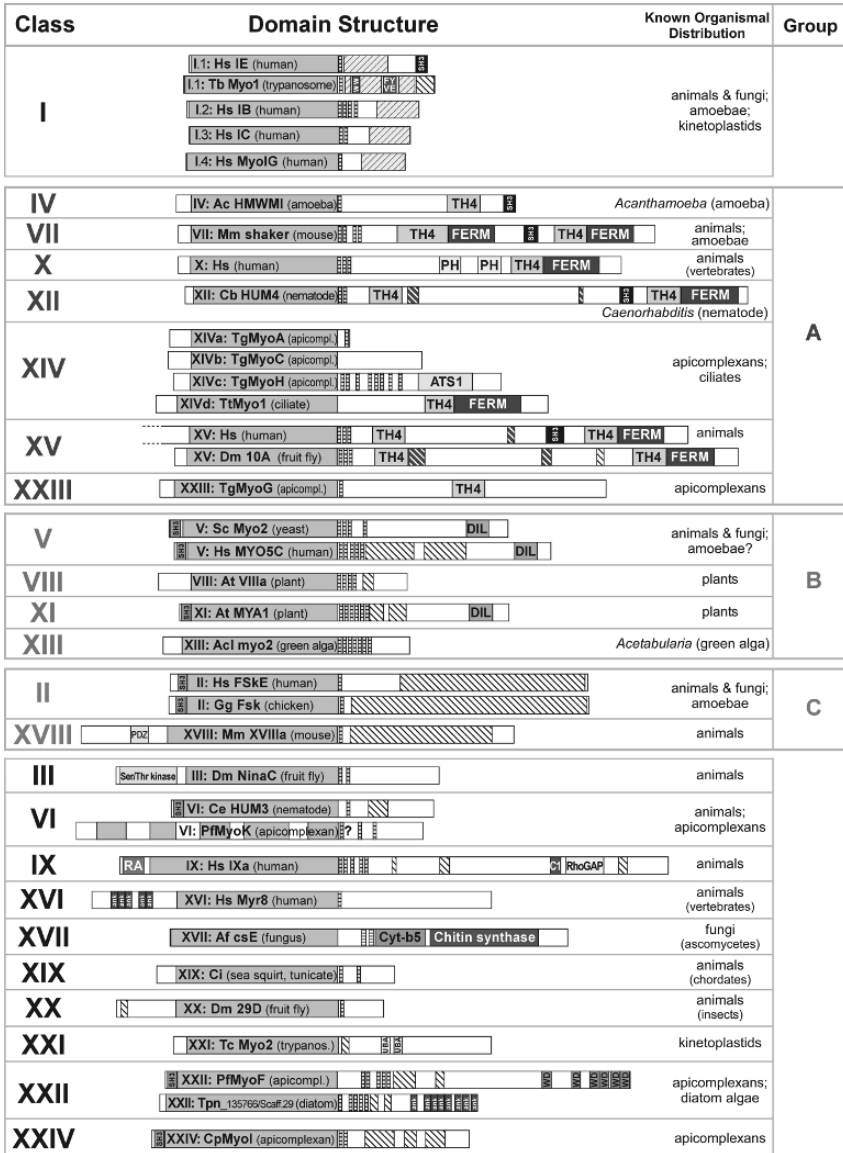 Class Domain Structure Known Organismal Distribution Group
I
I.1: Hs IE (human) SH3
I.1: Tb Myo1 (trypanosome) WW FYVE
I.2: Hs IB (human)
I.3: Hs IC (human)
I.4: Hs MyoIG (human)
animals & fungi;
amoebae;
kinetoplastids
IV IV: Ac HMWMI (amoeba) TH4 SH3 Acanthamoeba (amoeba)
VII VII: Mm shaker (mouse) TH4 FERM SH3 TH4 FERM animals;
amoebae
X X: Hs (human) PH PH TH4 FERM animals
(vertebrates)
XII XII: Cb HUM4 (nematode) TH4 SH3 TH4 FERM
Caenorhabditis (nematode)
A
XIV
XIVa: TgMyoA (apicompl.)
XIVb: TgMyoC (apicompl.)
XIVc: TgMyoH (apicompl.) ATS1
XIVd: TtMyo1 (ciliate) TH4 FERM
apicomplexans;
ciliates
XV
XV: Hs (human) TH4 SH3 TH4 FERM animals
XV: Dm 10A (fruit fly) TH4 TH4 FERM
XXIII XXIII: TgMyoG (apicompl.) TH4 apicomplexans
V
SH3 V: Sc Myo2 (yeast) DIL
SH3 V: Hs MYO5C (human) DIL
animals & fungi;
amoebae?
VIII VIII: At VIIIa (plant) plants
B
XI SH3 XI: At MYA1 (plant) DIL plants
XIII XIII: Acl myo2 (green alga) Acetabularia (green alga)
II
SH3 II: Hs FSkE (human)
SH3 II: Gg Fsk (chicken)
animals & fungi;
amoebae
C
XVIII PDZ XVIII: Mm XVIIIa (mouse) animals
III Ser/Thr kinase III: Dm NinaC (fruit fly) animals
VI
SH3 VI: Ce HUM3 (nematode)
VI: PfMyoK (apicomplexan) ?
animals;
apicomplexans
IX RA IX: Hs IXa (human) C1 RhoGAP animals
XVI ank ank ank ank XVI: Hs Myr8 (human) animals
(vertebrates)
XVII XVII: Af csE (fungus) Cyt-b5 Chitin synthase fungi
(ascomycetes)
XIX XIX: Ci (sea squirt, tunicate) animals
(chordates)
XX XX: Dm 29D (fruit fly) animals
(insects)
XXI XXI: Tc Myo2 (trypanos.) UBA UBA kinetoplastids
XXII
SH3 XXII: PfMyoF (apicompl.) WD WD WD WD WD WD
XXII: Tpn_135766/Scaff.29 (diatom)
apicomplexans;
diatom algae
XXIV SH3 XXIV: CpMyoI (apicomplexan) apicomplexans